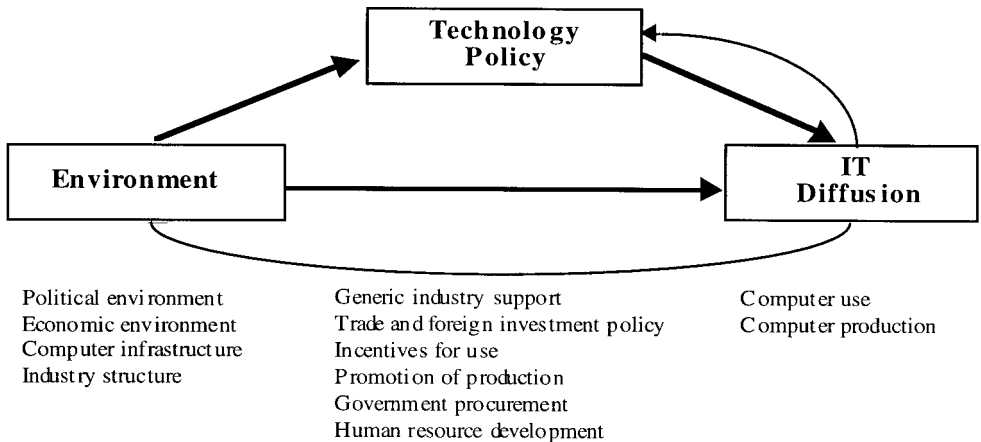 Technology
Policy
Environment
IT
Diffusion
Political environment
Economic environment
Computer infrastructure
Industry structure
Generic industry support
Trade and foreign investment policy
Incentives for use
Promotion of production
Government procurement
Human resource development
Computer use
Computer production